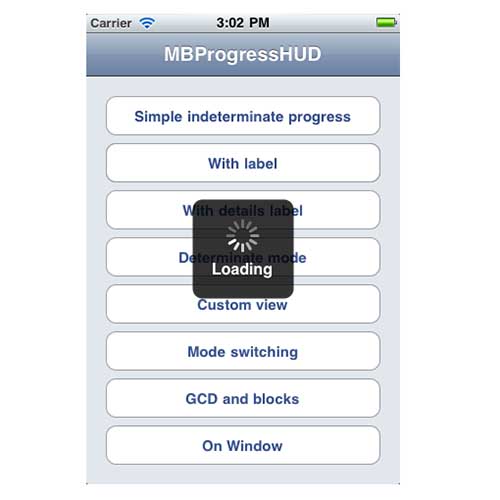 Carrier 3:02 PM
MBProgressHUD
Simple indeterminate progress
With label
With details label
Determinate mode
Loading
Custom view
Mode switching
GCD and blocks
On Window